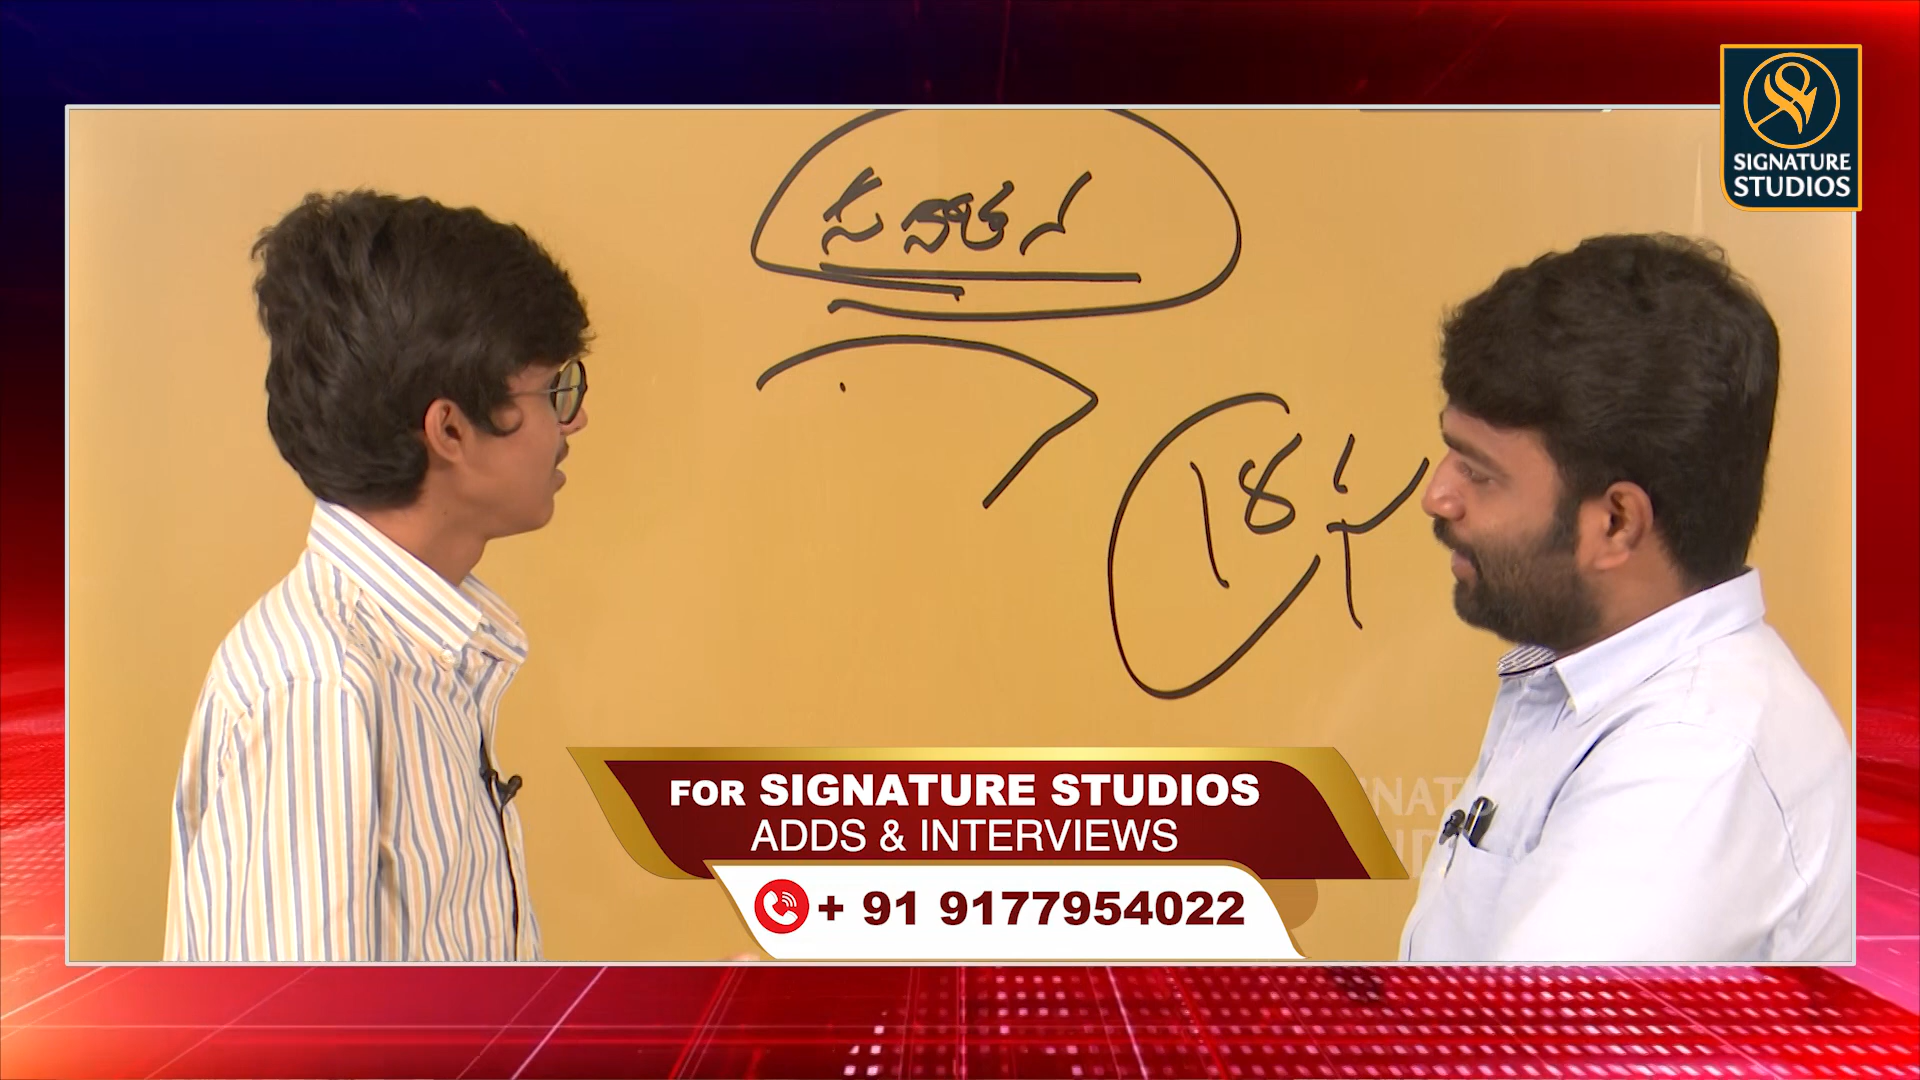 SIGNATURE
STUDIOS
సనాతన
18
FOR SIGNATURE STUDIOS
ADDS & INTERVIEWS
+ 91 9177954022